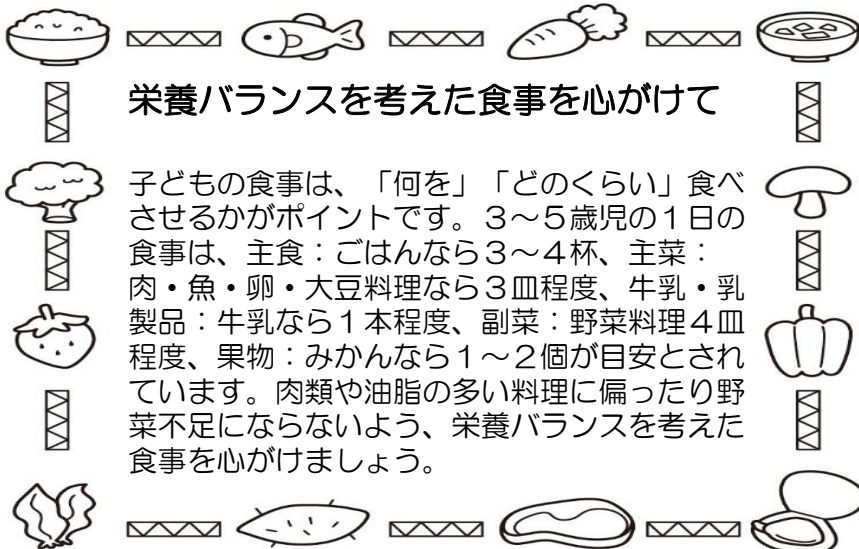 栄養バランスを考えた食事を心がけて
子どもの食事は、「何を」「どのくらい」食べ
させるかがポイントです。３～５歳児の１日の
食事は、主食：ごはんなら３～４杯、主菜：
肉・魚・卵・大豆料理なら３皿程度、牛乳・乳
製品：牛乳なら１本程度、副菜：野菜料理４皿
程度、果物：みかんなら１～２個が目安とされ
ています。肉類や油脂の多い料理に偏ったり野
菜不足にならないよう、栄養バランスを考えた
食事を心がけましょう。